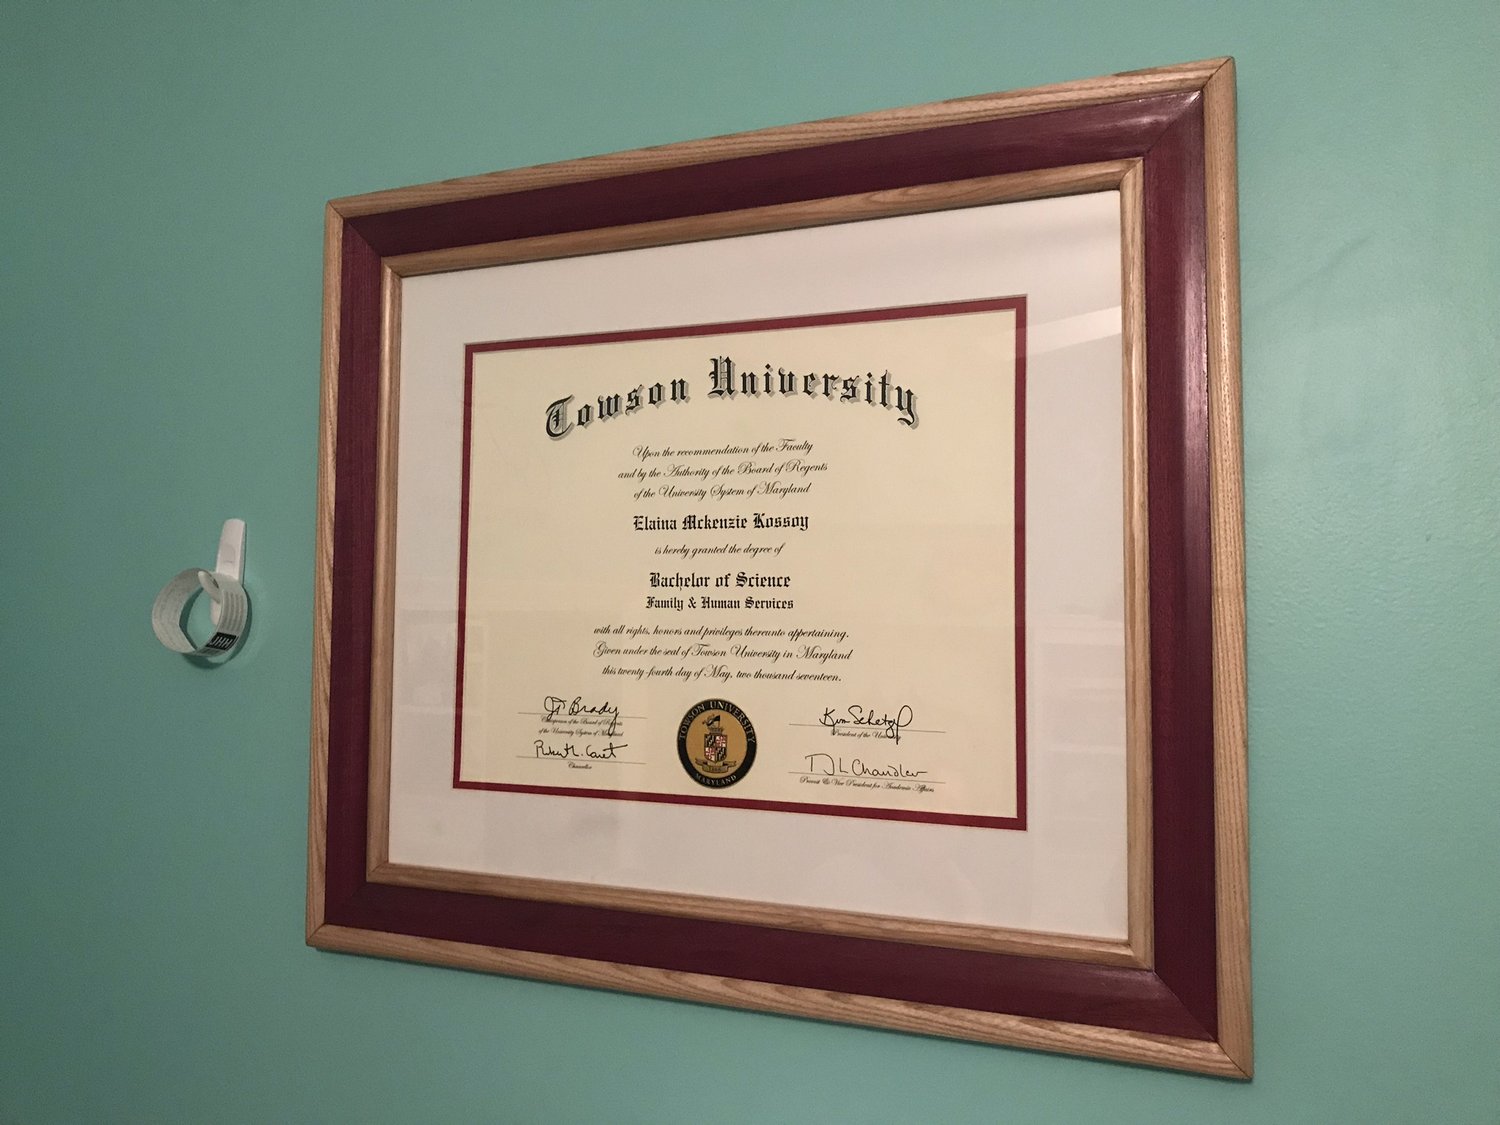 Towson University
Upon the recommendation of the Faculty
and by the Authority of the Board of Regents
of the University System of Maryland
Elaina Mckenzie Kossoy
is hereby granted the degree of
Bachelor of Science
Family & Human Services
with all rights, honors and privileges thereunto appertaining.
Given under the seal of Towson University in Maryland
this twenty-fourth day of May, two thousand seventeen.
JT Brady
Chairperson of the Board of Regents
of the University System of Maryland
Robert L. Caret
Chancellor
TOWSON UNIVERSITY
MARYLAND
Kim Schatzel
President of the University
T J L Chandler
Provost & Vice President for Academic Affairs
JHH